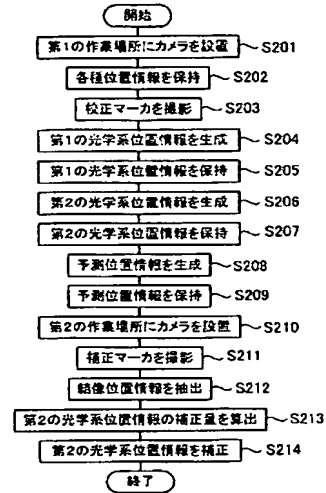 開始
第1の作業場所にカメラを設置 S201
各種位置情報を保持 S202
校正マーカを撮影 S203
第1の光学系位置情報を生成 S204
第1の光学系位置情報を保持 S205
第2の光学系位置情報を生成 S206
第2の光学系位置情報を保持 S207
予測位置情報を生成 S208
予測位置情報を保持 S209
第2の作業場所にカメラを設置 S210
補正マーカを撮影 S211
結像位置情報を抽出 S212
第2の光学系位置情報の補正量を算出 S213
第2の光学系位置情報を補正 S214
終了